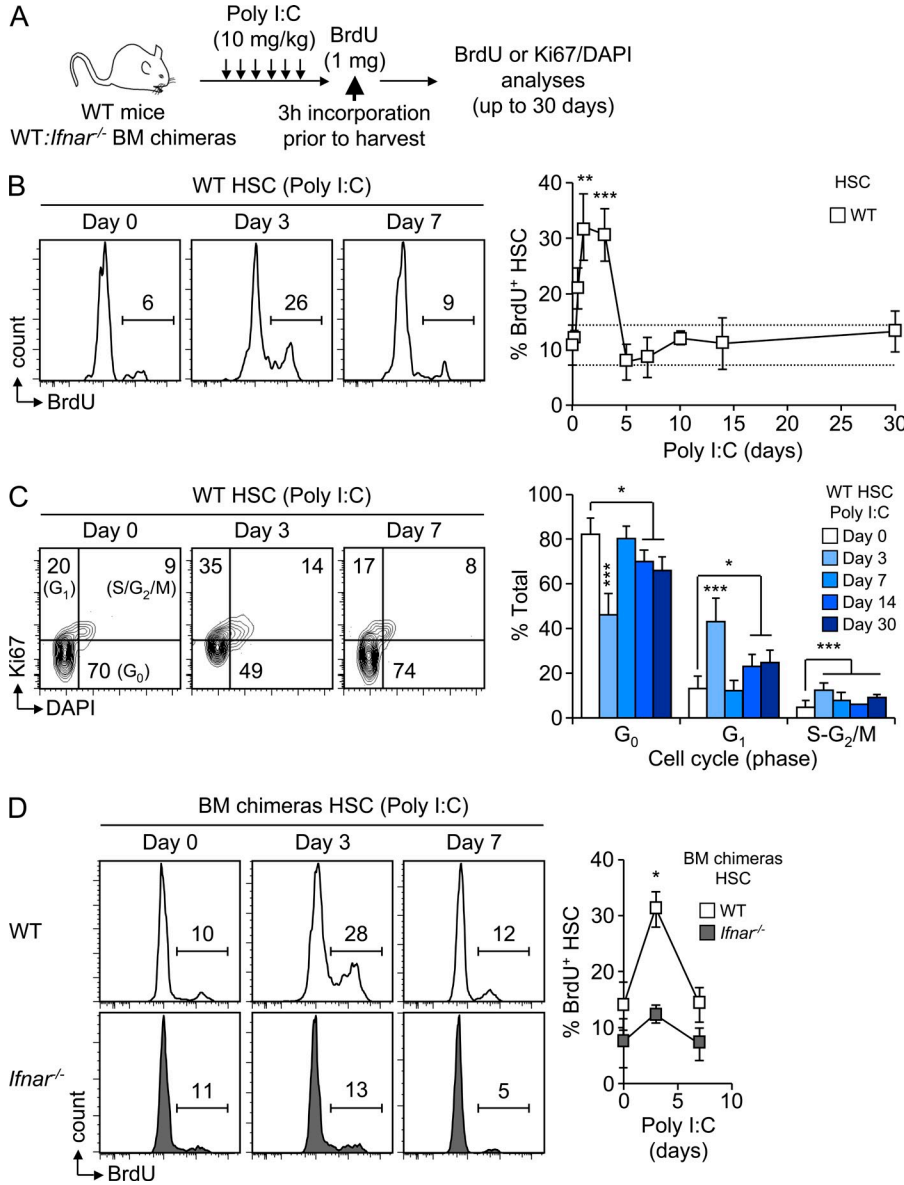 A
Poly I:C
(10 mg/kg)
BrdU
(1 mg)
BrdU or Ki67/DAPI
analyses
(up to 30 days)
WT mice
WT:Ifnar-/- BM chimeras
3h incorporation
prior to harvest
B
WT HSC (Poly I:C)
Day 0
Day 3
Day 7
6
26
9
count
BrdU
% BrdU+ HSC
40
30
20
10
0
**
***
HSC
WT
0
5
10
15
20
25
30
Poly I:C (days)
C
WT HSC (Poly I:C)
Day 0
Day 3
Day 7
20
(G1)
9
(S/G2/M)
70 (G0)
35
14
49
17
8
74
Ki67
DAPI
% Total
100
80
60
40
20
0
*
***
*
***
***
WT HSC
Poly I:C
Day 0
Day 3
Day 7
Day 14
Day 30
G0
G1
S-G2/M
Cell cycle (phase)
D
BM chimeras HSC (Poly I:C)
Day 0
Day 3
Day 7
WT
10
28
12
Ifnar-/-
11
13
5
count
BrdU
% BrdU+ HSC
40
30
20
10
0
*
BM chimeras
HSC
WT
Ifnar-/-
0
5
10
Poly I:C
(days)